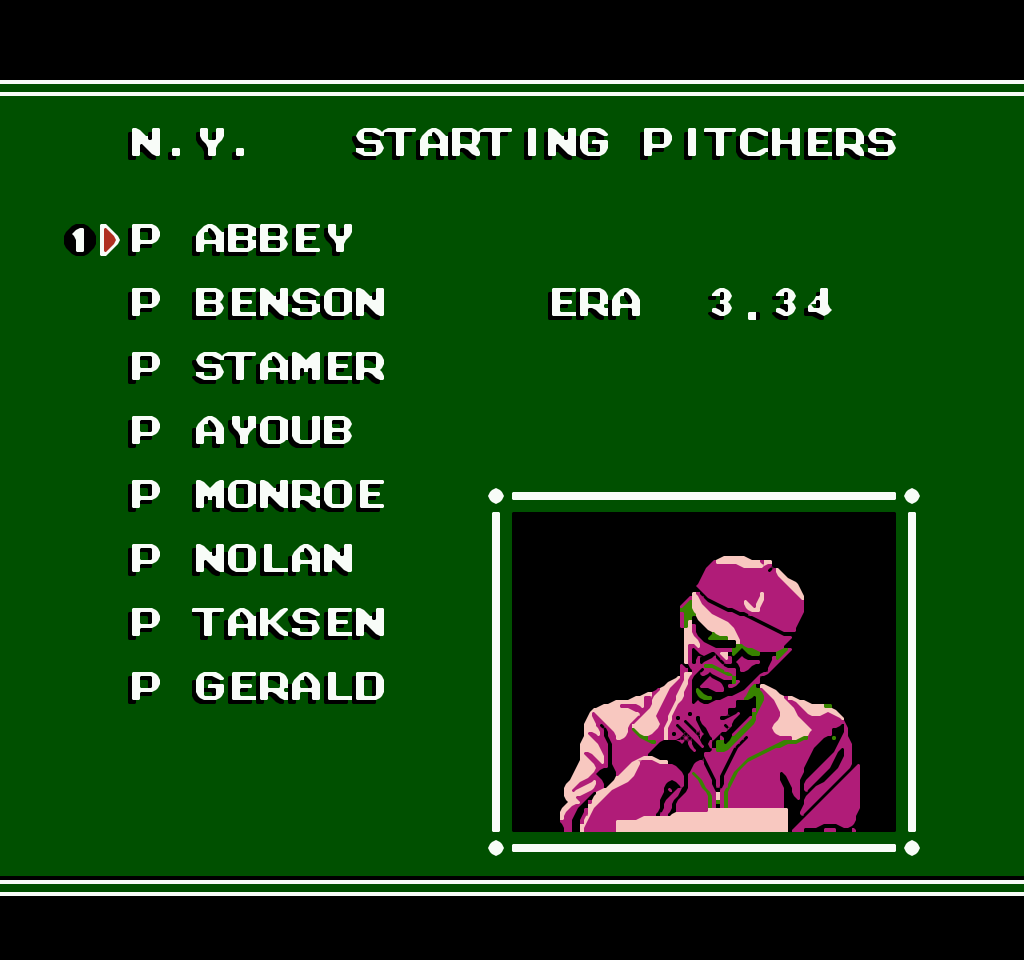 N.Y. STARTING PITCHERS
1 P ABBEY
P BENSON ERA 3.34
P STAMER
P AYOUB
P MONROE
P NOLAN
P TAKSEN
P GERALD